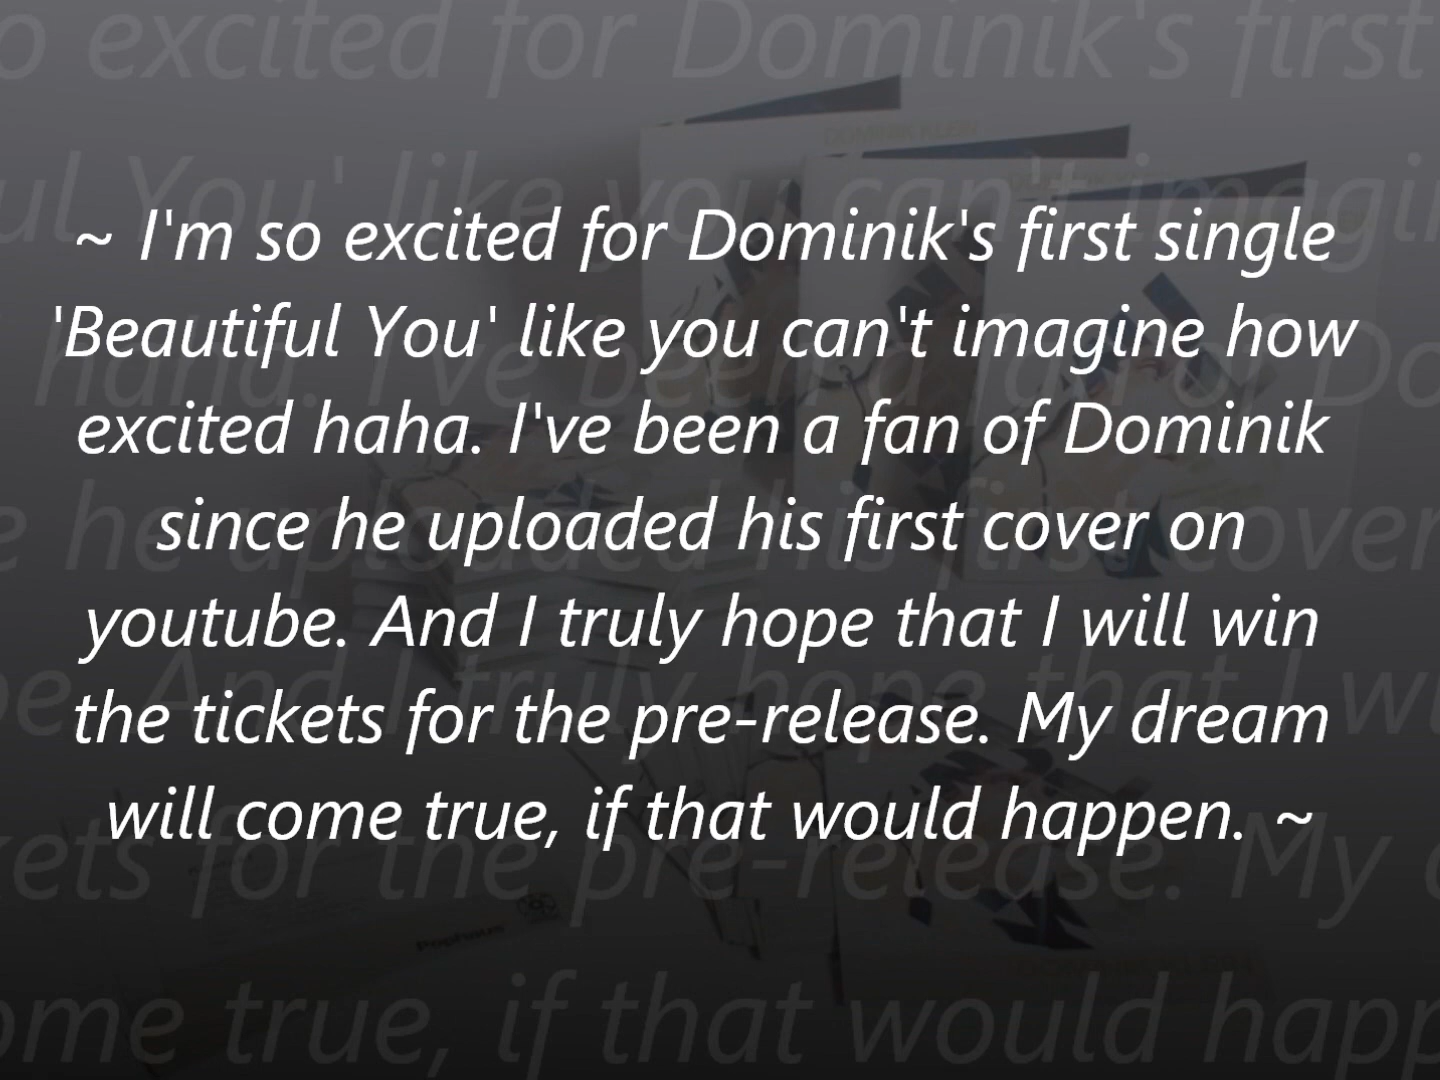 ~ I'm so excited for Dominik's first single
'Beautiful You' like you can't imagine how
excited haha. I've been a fan of Dominik
since he uploaded his first cover on
youtube. And I truly hope that I will win
the tickets for the pre-release. My dream
will come true, if that would happen. ~